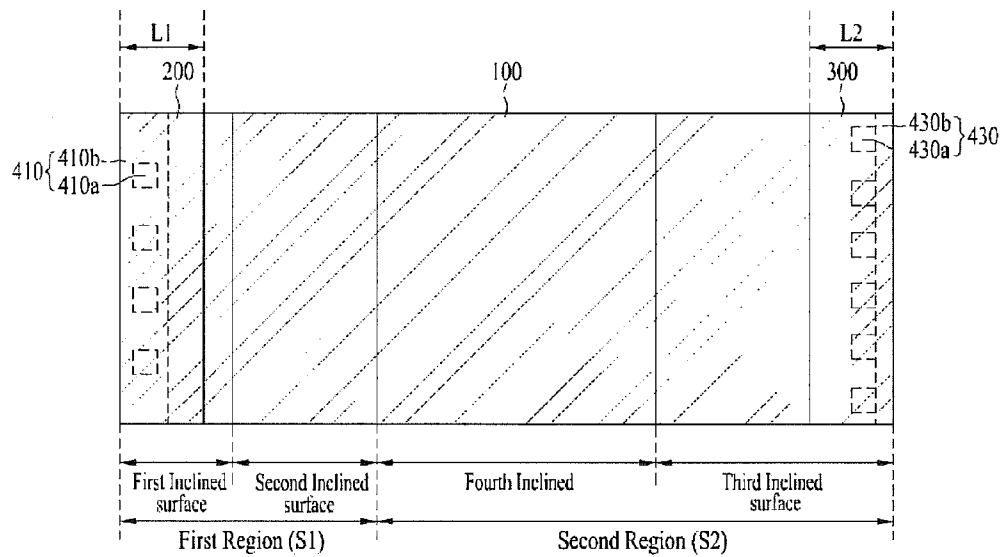 L1
L2
200
100
300
410
410b
410a
430b
430a
430
First Inclined
surface
Second Inclined
surface
Fourth Inclined
Third Inclined
surface
First Region (S1)
Second Region (S2)